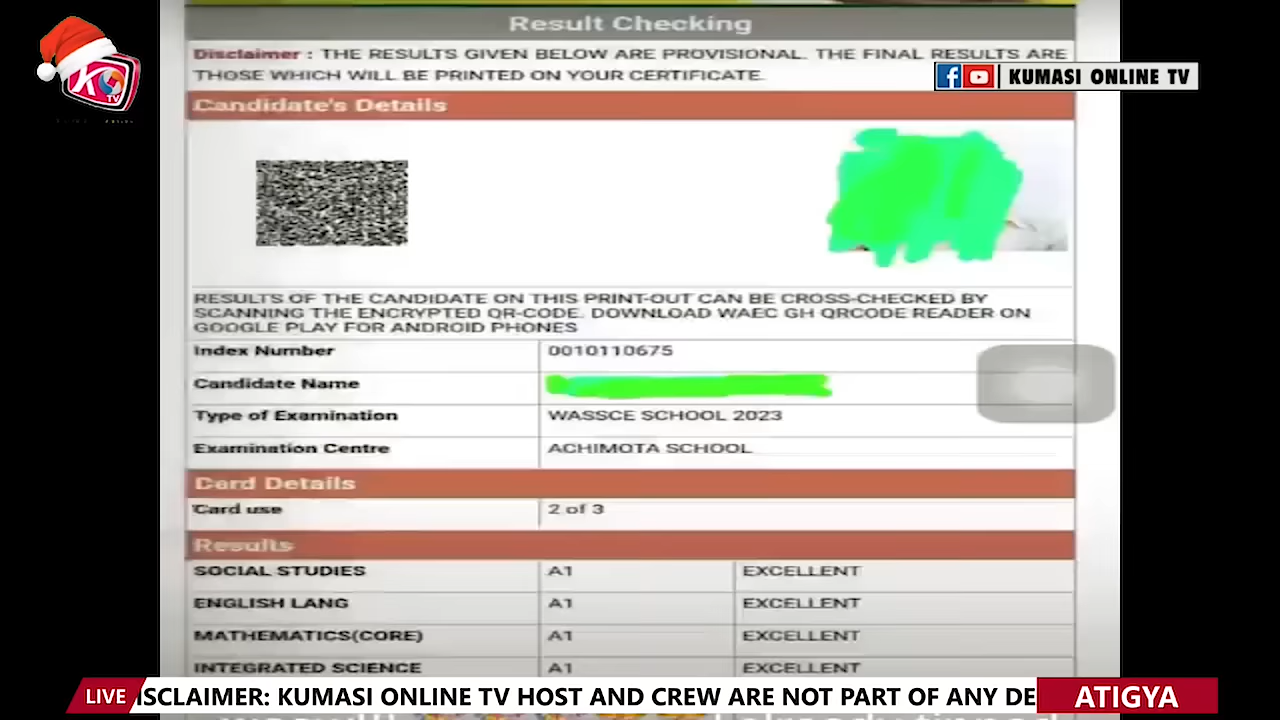 Result Checking
Disclaimer : THE RESULTS GIVEN BELOW ARE PROVISIONAL. THE FINAL RESULTS ARE
THOSE WHICH WILL BE PRINTED ON YOUR CERTIFICATE.
K TV
KUMASI ONLINE TV
Candidate's Details
RESULTS OF THE CANDIDATE ON THIS PRINT-OUT CAN BE CROSS-CHECKED BY
SCANNING THE ENCRYPTED QR-CODE. DOWNLOAD WAEC GH QRCODE READER ON
GOOGLE PLAY FOR ANDROID PHONES
Index Number 0010110675
Candidate Name
Type of Examination WASSCE SCHOOL 2023
Examination Centre ACHIMOTA SCHOOL
Card Details
Card use 2 of 3
Results
SOCIAL STUDIES A1 EXCELLENT
ENGLISH LANG A1 EXCELLENT
MATHEMATICS(CORE) A1 EXCELLENT
INTEGRATED SCIENCE A1 EXCELLENT
LIVE ISCLAIMER: KUMASI ONLINE TV HOST AND CREW ARE NOT PART OF ANY DE ATIGYA